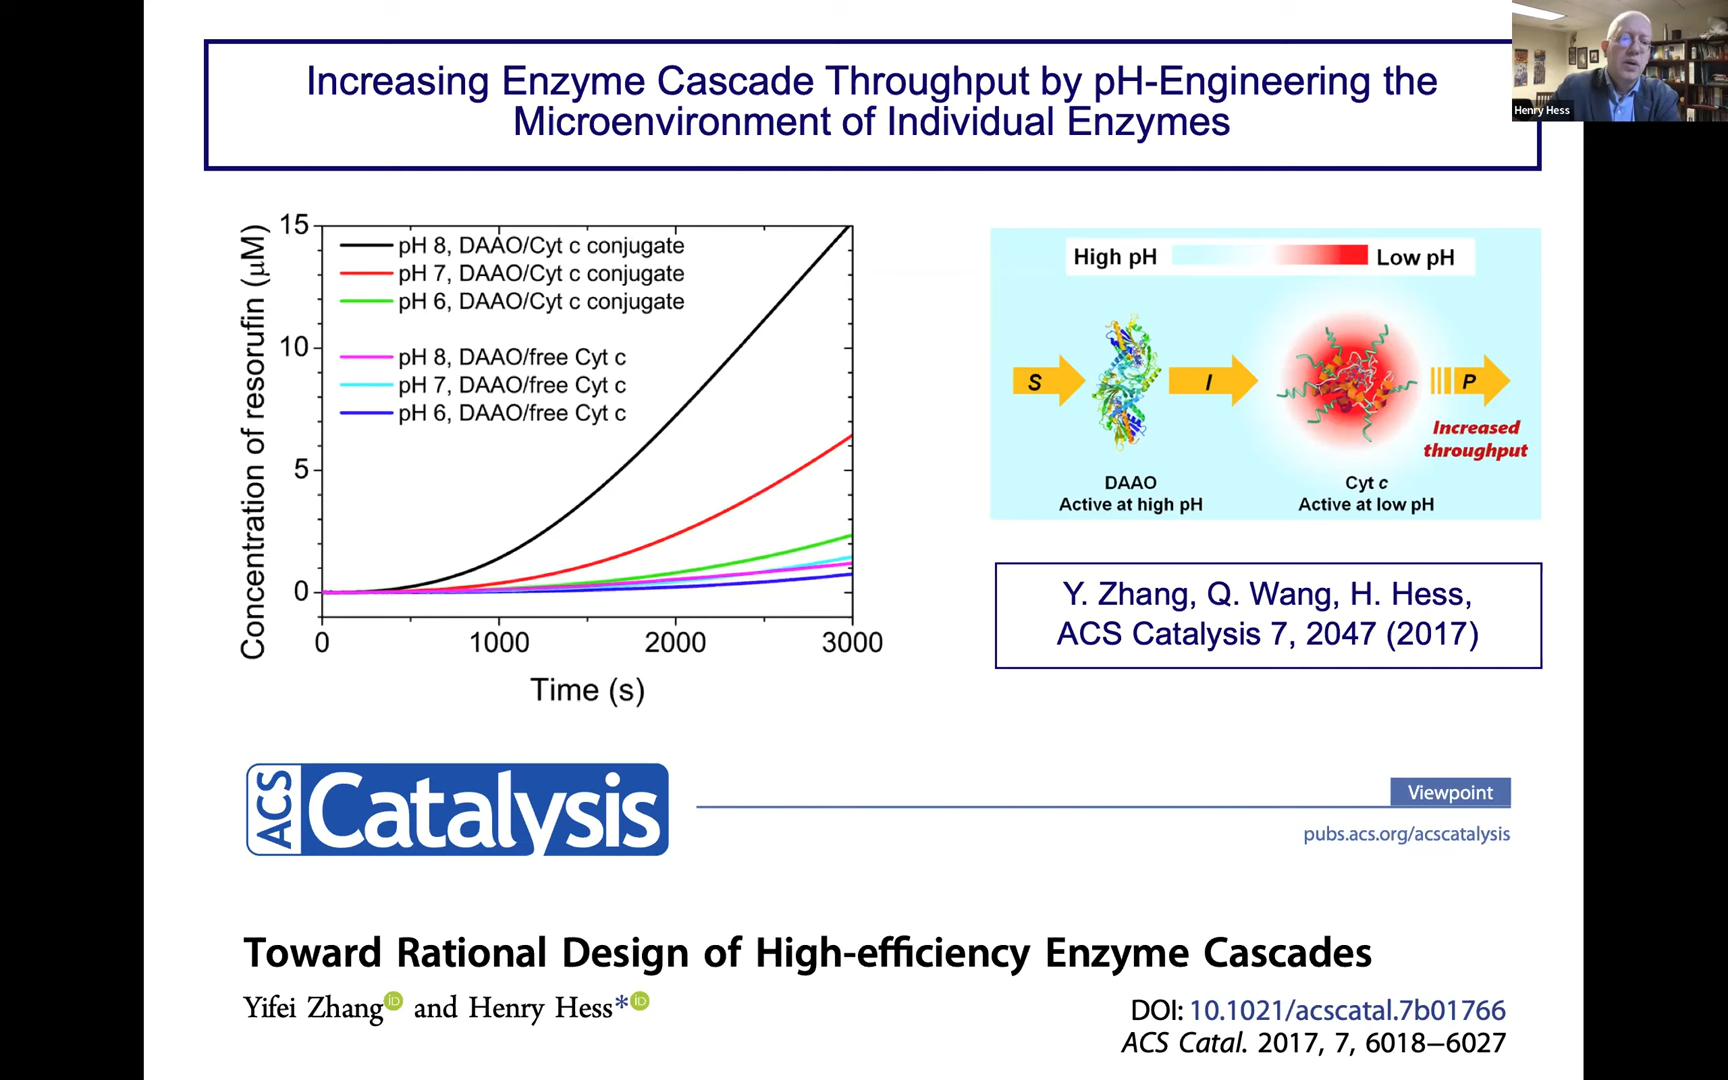 Increasing Enzyme Cascade Throughput by pH-Engineering the
Microenvironment of Individual Enzymes
Henry Hess
Concentration of resorufin (μM)
15
10
5
0
pH 8, DAAO/Cyt c conjugate
pH 7, DAAO/Cyt c conjugate
pH 6, DAAO/Cyt c conjugate
pH 8, DAAO/free Cyt c
pH 7, DAAO/free Cyt c
pH 6, DAAO/free Cyt c
0 1000 2000 3000
Time (s)
High pH Low pH
S I P
Increased
throughput
DAAO
Active at high pH
Cyt c
Active at low pH
Y. Zhang, Q. Wang, H. Hess,
ACS Catalysis 7, 2047 (2017)
ACS Catalysis
Viewpoint
pubs.acs.org/acscatalysis
Toward Rational Design of High-efficiency Enzyme Cascades
Yifei Zhang and Henry Hess*
DOI: 10.1021/acscatal.7b01766
ACS Catal. 2017, 7, 6018−6027